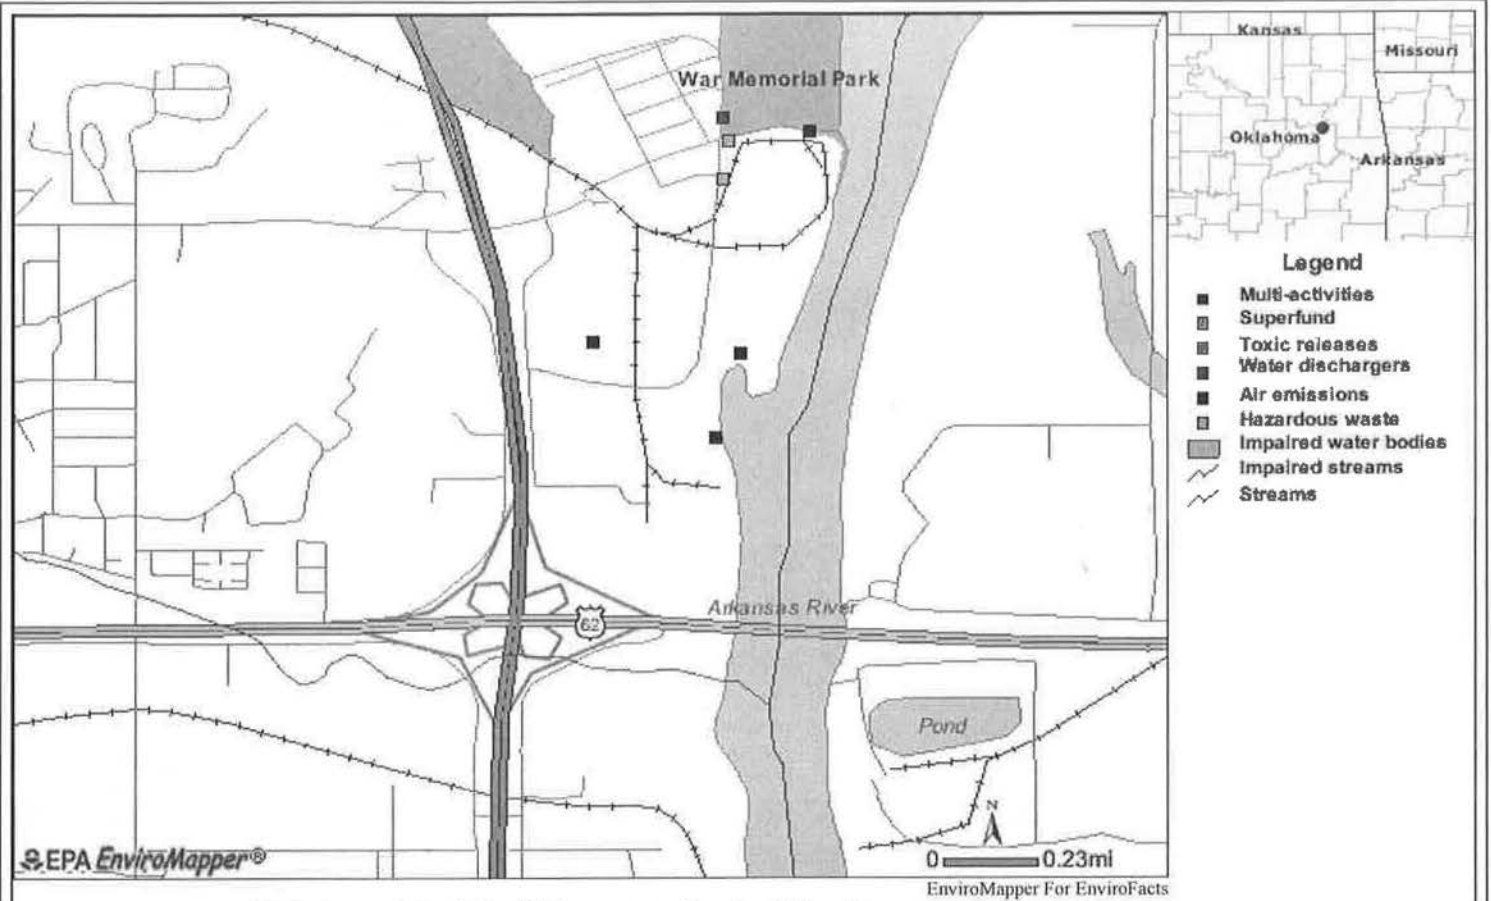 Kansas
Missouri
Oklahoma
Arkansas
War Memorial Park
Legend
Multi-activities
Superfund
Toxic releases
Water dischargers
Air emissions
Hazardous waste
Impaired water bodies
Impaired streams
Streams
Arkansas River
62
Pond
N
EPA EnviroMapper®
0 0.23mi
EnviroMapper For EnviroFacts